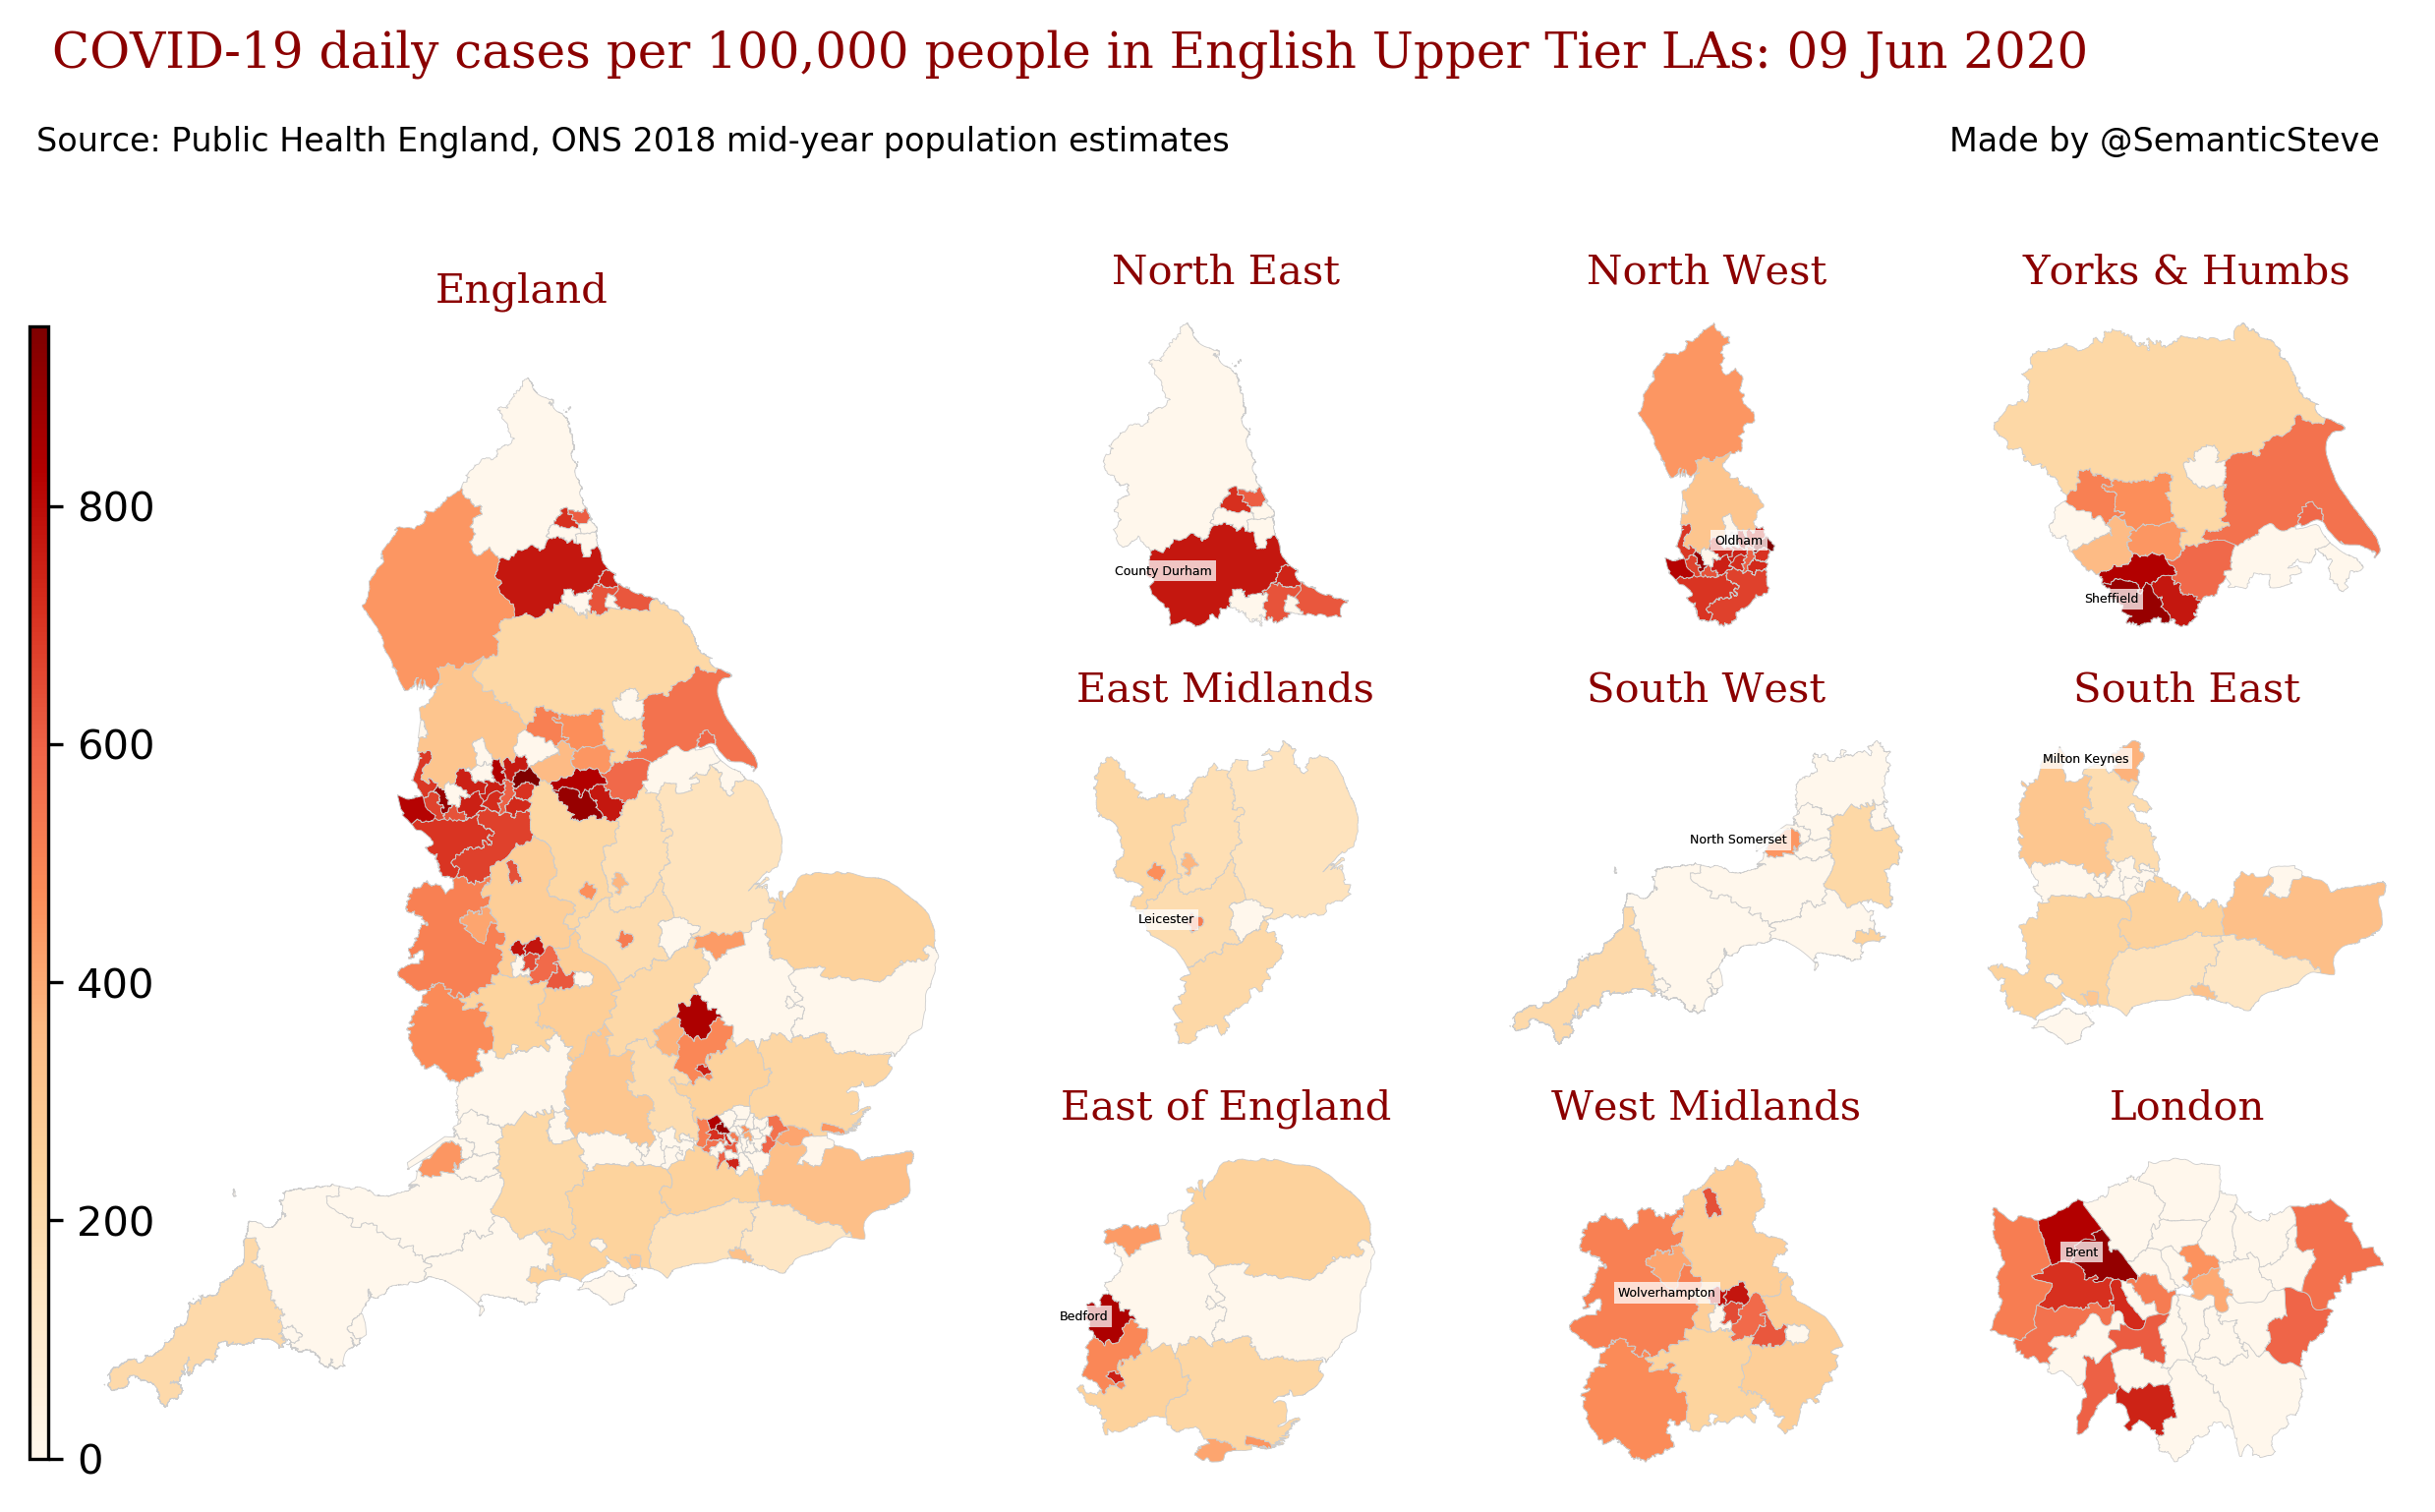 COVID-19 daily cases per 100,000 people in English Upper Tier LAs: 09 Jun 2020
Source: Public Health England, ONS 2018 mid-year population estimates
Made by @SemanticSteve
England
North East
North West
Yorks & Humbs
800
600
400
200
0
County Durham
Oldham
Sheffield
East Midlands
South West
South East
Milton Keynes
North Somerset
Leicester
East of England
West Midlands
London
Brent
Wolverhampton
Bedford